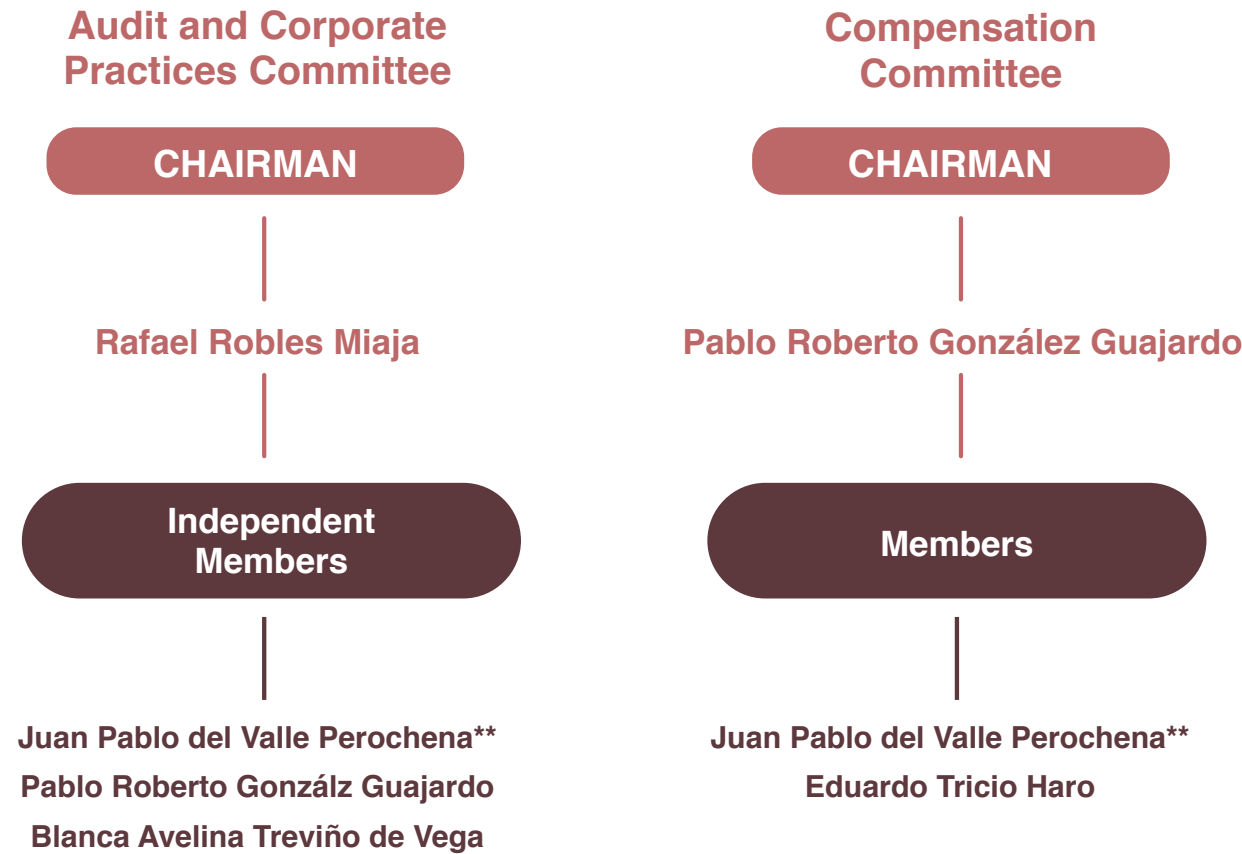 Audit and Corporate
Practices Committee
CHAIRMAN
Rafael Robles Miaja
Independent
Members
Juan Pablo del Valle Perochena**
Pablo Roberto Gonzálz Guajardo
Blanca Avelina Treviño de Vega
Compensation
Committee
CHAIRMAN
Pablo Roberto González Guajardo
Members
Juan Pablo del Valle Perochena**
Eduardo Tricio Haro